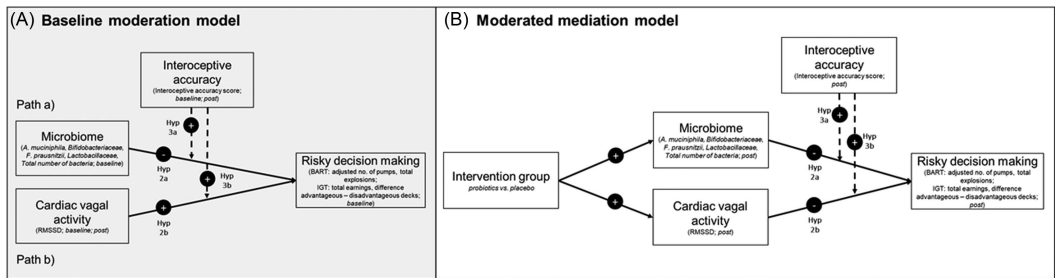 (A) Baseline moderation model
Interoceptive
accuracy
(Interoceptive accuracy score;
baseline; post)
Path a)
Hyp
3a
+
Microbiome
(A. muciniphila, Bifidobacteriaceae,
F. prausnitzii, Lactobacillaceae,
Total number of bacteria; baseline)
-
Hyp
2a
+
Hyp
3b
Risky decision making
(BART: adjusted no. of pumps, total
explosions;
IGT: total earnings, difference
advantageous – disadvantageous decks;
baseline)
Cardiac vagal
activity
(RMSSD; baseline; post)
+
Hyp
2b
Path b)
(B) Moderated mediation model
Interoceptive
accuracy
(Interoceptive accuracy score;
post)
Hyp
3a
+
Microbiome
(A. muciniphila, Bifidobacteriaceae,
F. prausnitzii, Lactobacillaceae,
Total number of bacteria; post)
+
Hyp
3b
-
Hyp
2a
+
Intervention group
probiotics vs. placebo
+
Risky decision making
(BART: adjusted no. of pumps, total
explosions;
IGT: total earnings, difference
advantageous – disadvantageous decks;
post)
Cardiac vagal
activity
(RMSSD; post)
-
Hyp
2b